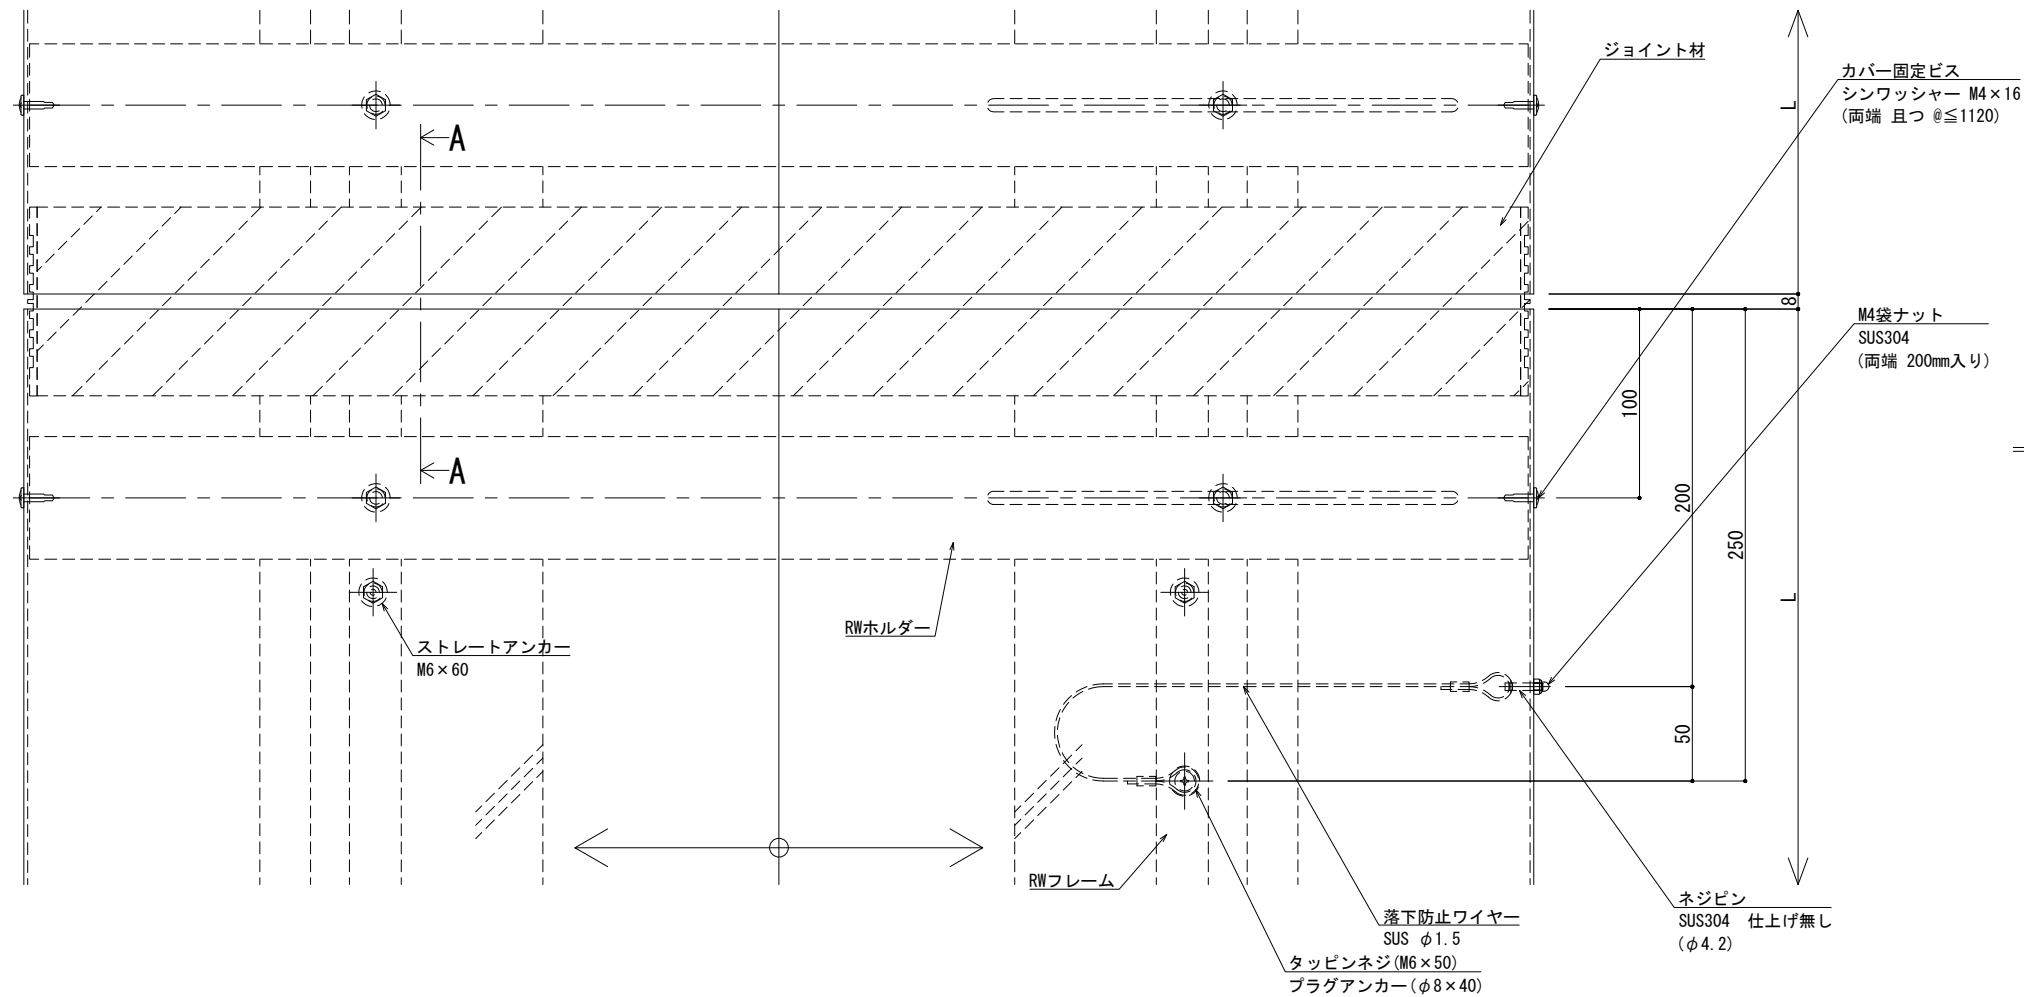 ジョイント材
カバー固定ビス
シンワッシャー M4×16
(両端 且つ @≦1120)
L
A
8
M4袋ナット
SUS304
(両端 200mm入り)
100
A
200
250
L
RWホルダー
ストレートアンカー
M6×60
50
RWフレーム
ネジピン
SUS304 仕上げ無し
(φ4.2)
落下防止ワイヤー
SUS φ1.5
タッピンネジ(M6×50)
プラグアンカー(φ8×40)